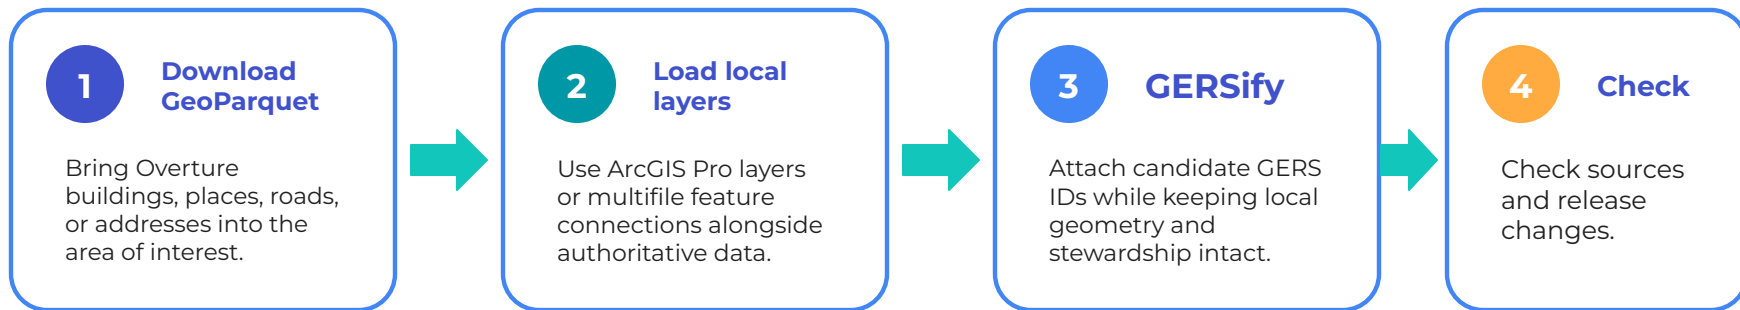 1
Download
GeoParquet
Bring Overture
buildings, places, roads,
or addresses into the
area of interest.
2
Load local
layers
Use ArcGIS Pro layers
or multifile feature
connections alongside
authoritative data.
3
GERSify
Attach candidate GERS
IDs while keeping local
geometry and
stewardship intact.
4
Check
Check sources
and release
changes.